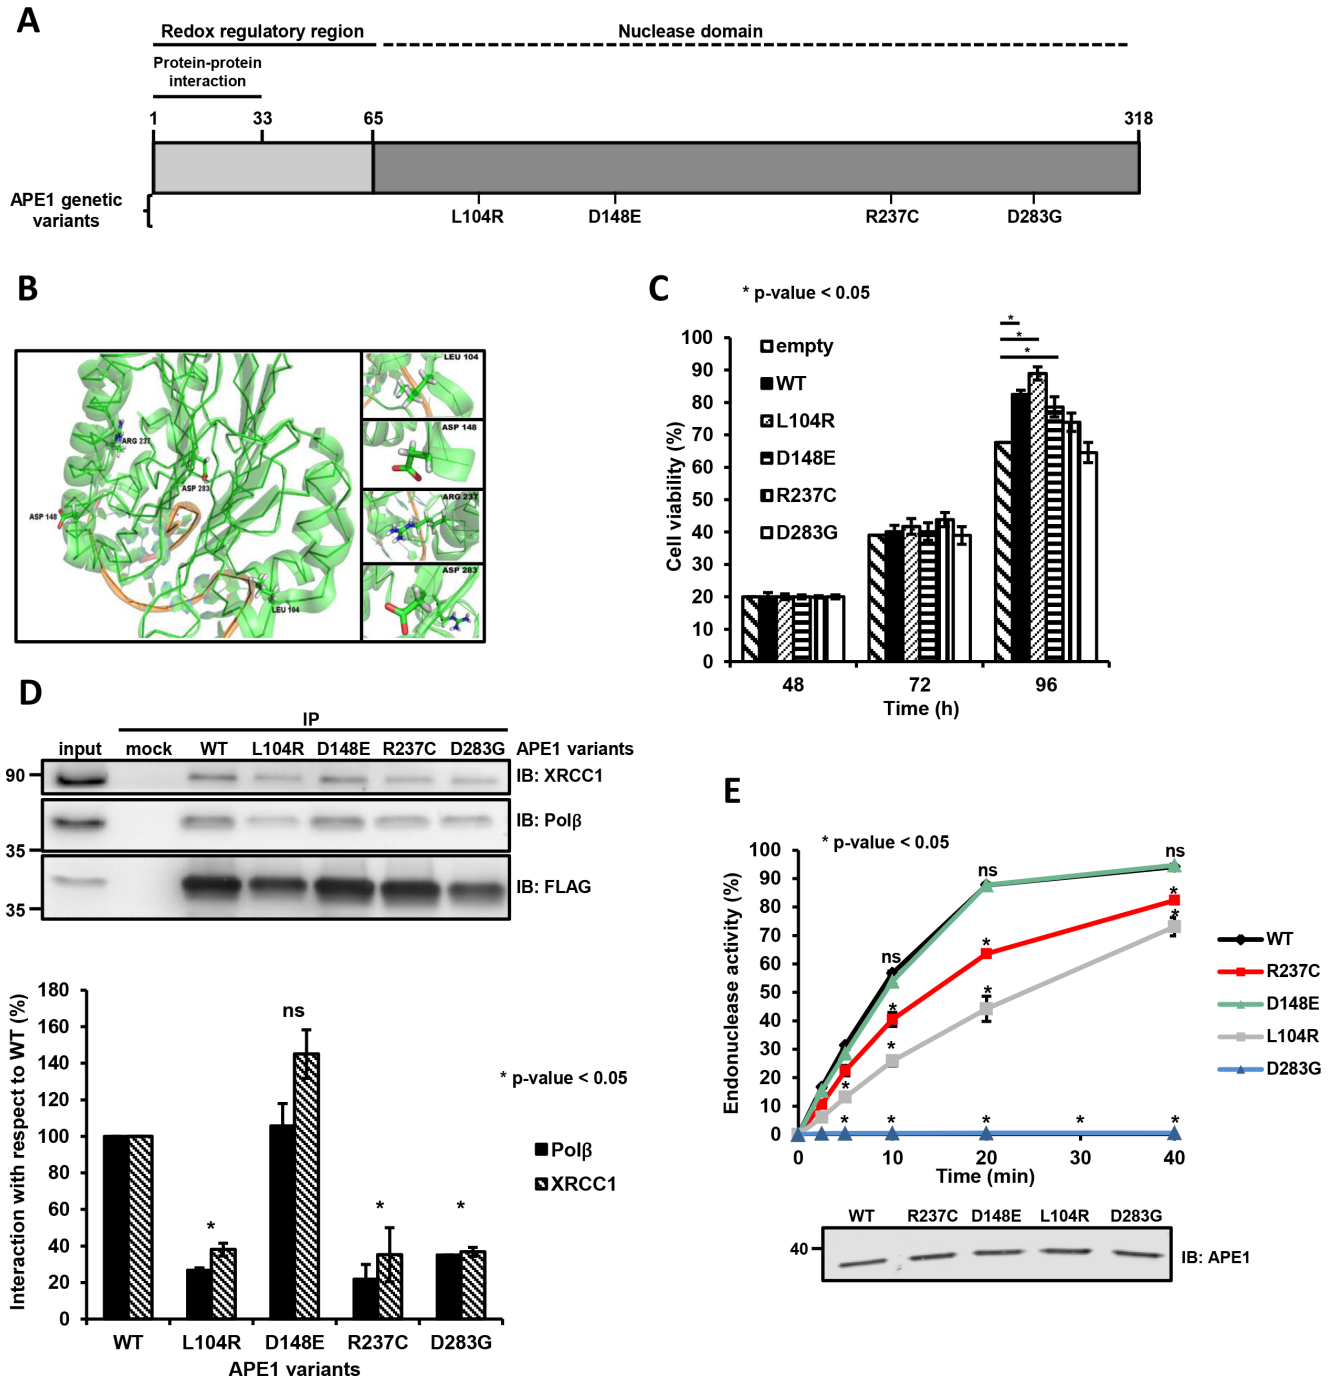 A
Redox regulatory region
Nuclease domain
Protein-protein
interaction
1
33
65
318
APE1 genetic
variants
L104R
D148E
R237C
D283G
B
ARG 237
ASP 283
ASP 148
LEU 104
LEU 104
ASP 148
ARG 237
ASP 283
C
* p-value < 0.05
Cell viability (%)
100
90
80
70
60
50
40
30
20
10
0
empty
WT
L104R
D148E
R237C
D283G
*
*
*
48
72
96
Time (h)
D
IP
input
mock
WT
L104R
D148E
R237C
D283G
APE1 variants
90
IB: XRCC1
IB: Polβ
35
IB: FLAG
35
Interaction with respect to WT (%)
180
160
140
120
100
80
60
40
20
0
*
ns
*
*
* p-value < 0.05
Polβ
XRCC1
WT
L104R
D148E
R237C
D283G
APE1 variants
E
* p-value < 0.05
Endonuclease activity (%)
100
90
80
70
60
50
40
30
20
10
0
ns
ns
ns
*
*
*
*
*
*
*
*
*
*
*
*
0
10
20
30
40
Time (min)
WT
R237C
D148E
L104R
D283G
WT
R237C
D148E
L104R
D283G
40
IB: APE1